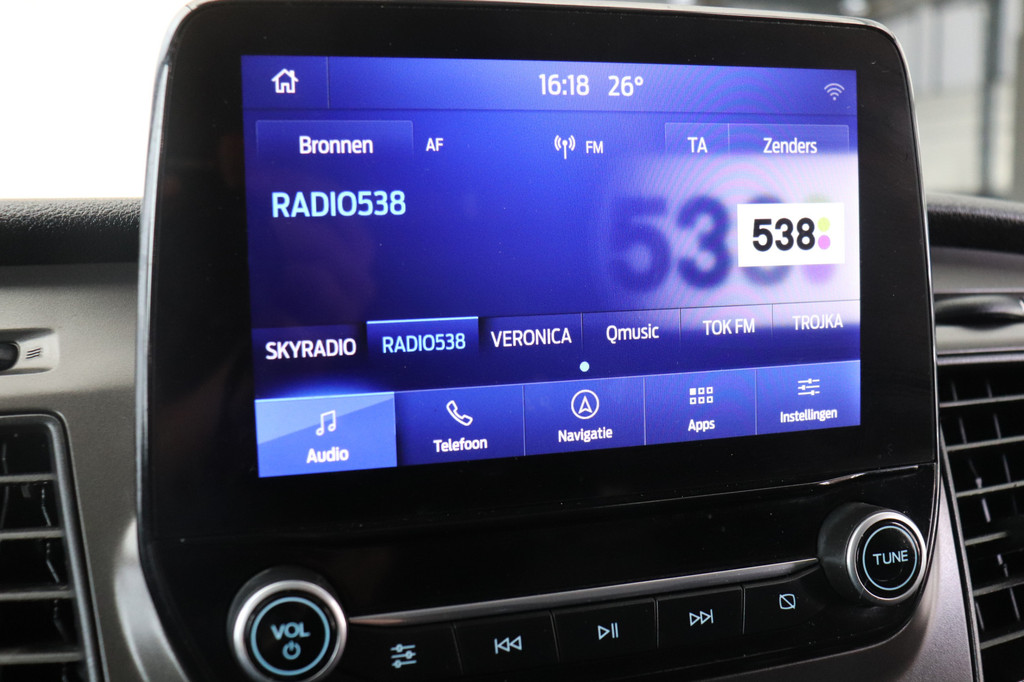 16:18 26°
Bronnen AF FM TA Zenders
RADIO538
538
538
SKYRADIO RADIO538 VERONICA Qmusic TOK FM TROJKA
Audio Telefoon Navigatie Apps Instellingen
TUNE
VOL